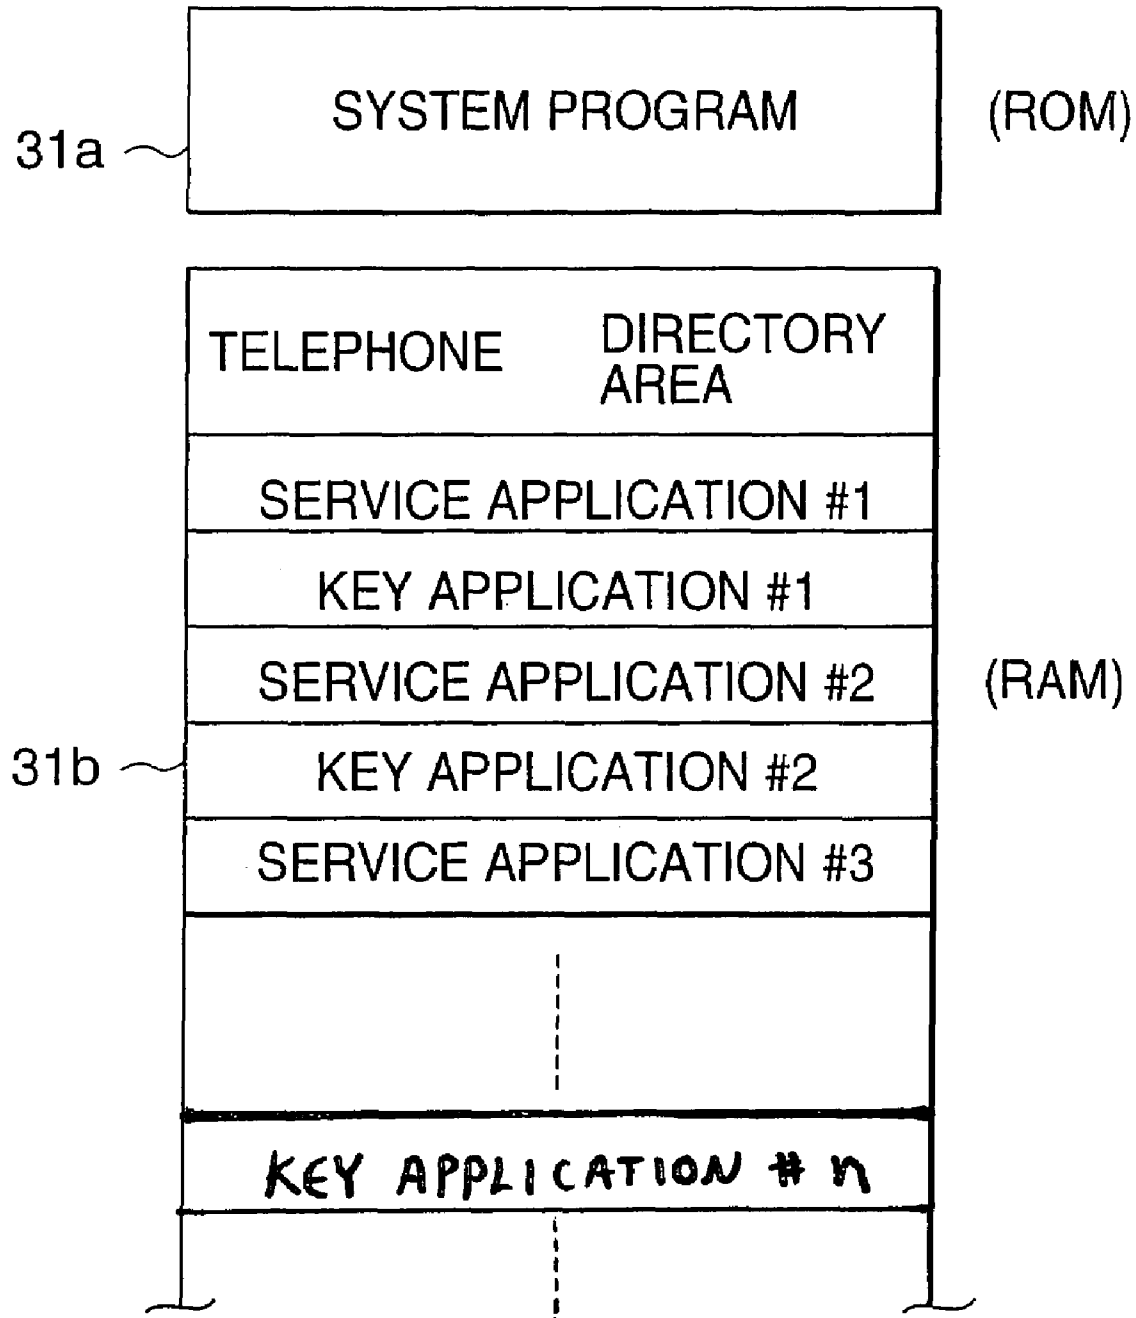 SYSTEM PROGRAM
(ROM)
31a
TELEPHONE
DIRECTORY
AREA
SERVICE APPLICATION #1
KEY APPLICATION #1
SERVICE APPLICATION #2
(RAM)
31b
KEY APPLICATION #2
SERVICE APPLICATION #3
KEY APPLICATION # n